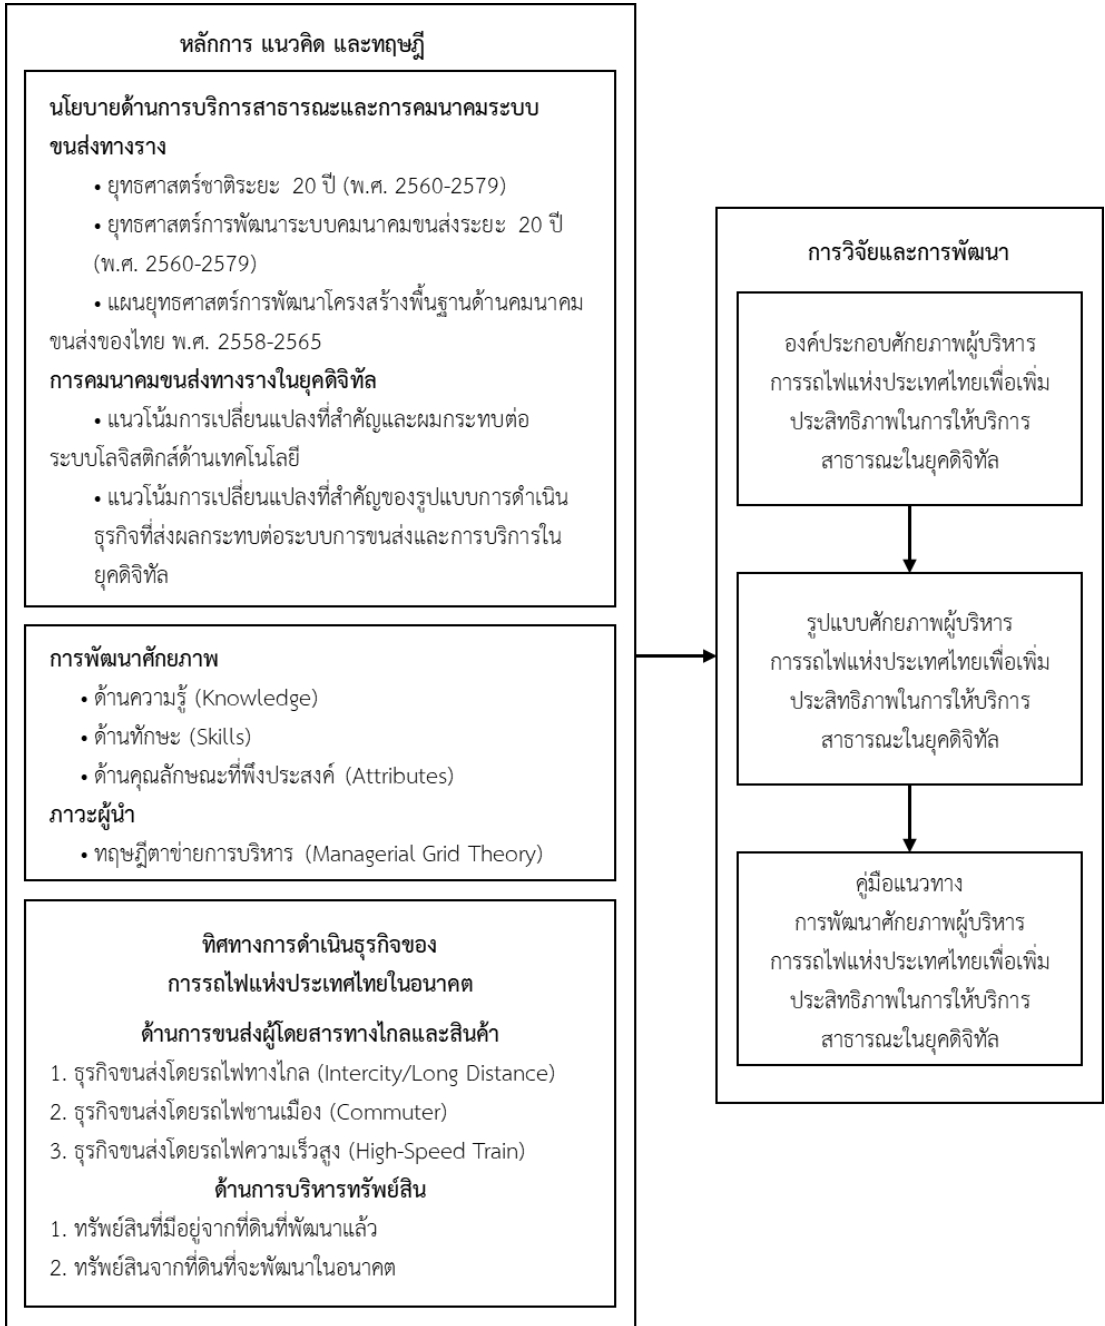 หลักการ แนวคิด และทฤษฎี
นโยบายด้านการบริการสาธารณะและการคมนาคมระบบ
ขนส่งทางราง
• ยุทธศาสตร์ชาติระยะ 20 ปี (พ.ศ. 2560-2579)
• ยุทธศาสตร์การพัฒนาระบบคมนาคมขนส่งระยะ 20 ปี
(พ.ศ. 2560-2579)
• แผนยุทธศาสตร์การพัฒนาโครงสร้างพื้นฐานด้านคมนาคม
ขนส่งของไทย พ.ศ. 2558-2565
การคมนาคมขนส่งทางรางในยุคดิจิทัล
• แนวโน้มการเปลี่ยนแปลงที่สำคัญและผมกระทบต่อ
ระบบโลจิสติกส์ด้านเทคโนโลยี
• แนวโน้มการเปลี่ยนแปลงที่สำคัญของรูปแบบการดำเนิน
ธุรกิจที่ส่งผลกระทบต่อระบบการขนส่งและการบริการใน
ยุคดิจิทัล
การพัฒนาศักยภาพ
• ด้านความรู้ (Knowledge)
• ด้านทักษะ (Skills)
• ด้านคุณลักษณะที่พึงประสงค์ (Attributes)
ภาวะผู้นำ
• ทฤษฎีตาข่ายการบริหาร (Managerial Grid Theory)
ทิศทางการดำเนินธุรกิจของ
การรถไฟแห่งประเทศไทยในอนาคต
ด้านการขนส่งผู้โดยสารทางไกลและสินค้า
1. ธุรกิจขนส่งโดยรถไฟทางไกล (Intercity/Long Distance)
2. ธุรกิจขนส่งโดยรถไฟชานเมือง (Commuter)
3. ธุรกิจขนส่งโดยรถไฟความเร็วสูง (High-Speed Train)
ด้านการบริหารทรัพย์สิน
1. ทรัพย์สินที่มีอยู่จากที่ดินที่พัฒนาแล้ว
2. ทรัพย์สินจากที่ดินที่จะพัฒนาในอนาคต
การวิจัยและการพัฒนา
องค์ประกอบศักยภาพผู้บริหาร
การรถไฟแห่งประเทศไทยเพื่อเพิ่ม
ประสิทธิภาพในการให้บริการ
สาธารณะในยุคดิจิทัล
รูปแบบศักยภาพผู้บริหาร
การรถไฟแห่งประเทศไทยเพื่อเพิ่ม
ประสิทธิภาพในการให้บริการ
สาธารณะในยุคดิจิทัล
คู่มือแนวทาง
การพัฒนาศักยภาพผู้บริหาร
การรถไฟแห่งประเทศไทยเพื่อเพิ่ม
ประสิทธิภาพในการให้บริการ
สาธารณะในยุคดิจิทัล